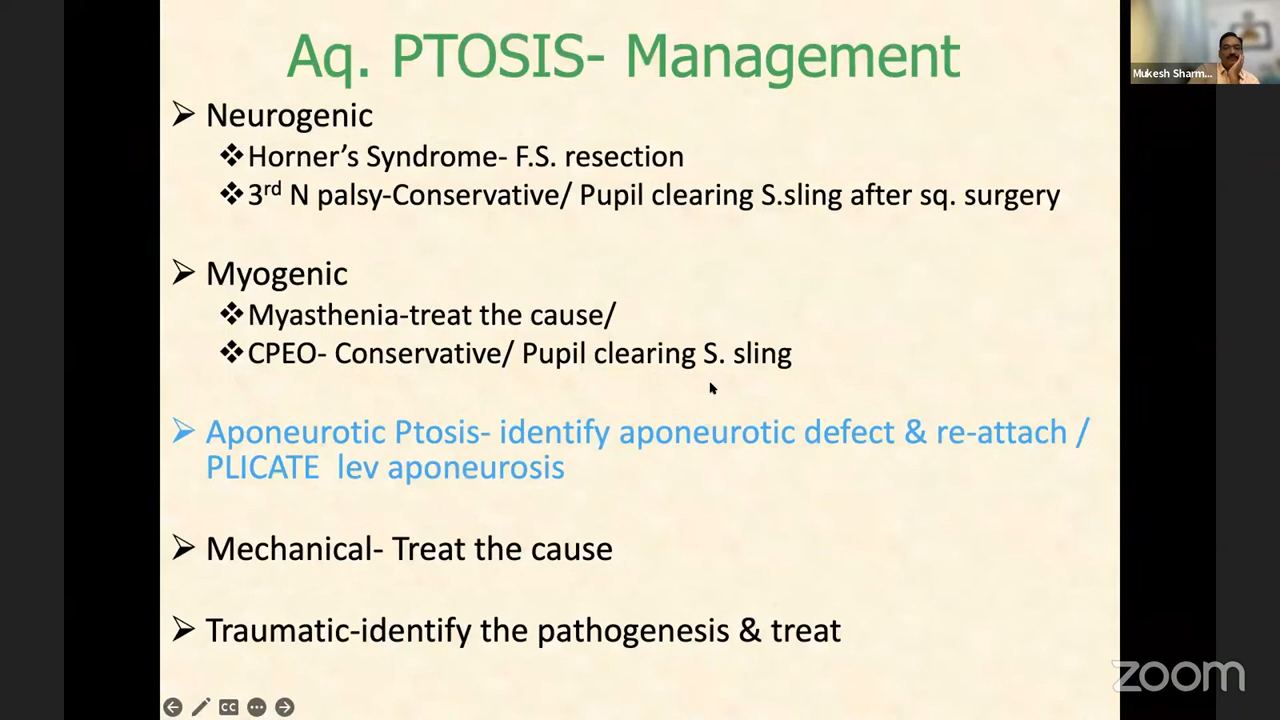 Aq. PTOSIS- Management
Mukesh Sharm...
➢ Neurogenic
❖Horner's Syndrome- F.S. resection
❖3rd N palsy-Conservative/ Pupil clearing S.sling after sq. surgery
➢ Myogenic
❖Myasthenia-treat the cause/
❖CPEO- Conservative/ Pupil clearing S. sling
➢ Aponeurotic Ptosis- identify aponeurotic defect & re-attach /
PLICATE lev aponeurosis
➢ Mechanical- Treat the cause
➢ Traumatic-identify the pathogenesis & treat
zoom
CC